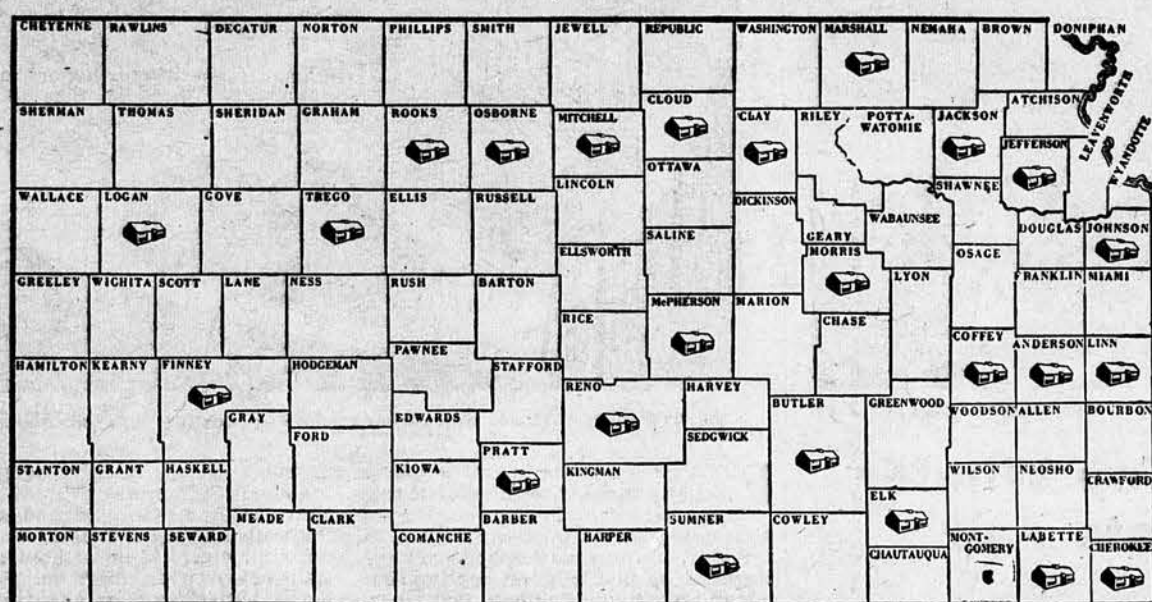 CHEYENNE RAWLINS DECATUR NORTON PHILLIPS SMITH JEWELL REPUBLIC WASHINGTON MARSHALL NEMAHA BROWN DONIPHAN
CLOUD ATCHISON LEAVENWORTH WYANDOTTE
SHERMAN THOMAS SHERIDAN GRAHAM ROOKS OSBORNE MITCHELL CLAY RILEY POTTA-
WATOMIE JACKSON
JEFFERSON
OTTAWA
LINCOLN SHAWNEE
WALLACE LOGAN GOVE TREGO ELLIS RUSSELL DICKINSON WABAUNSEE
SALINE GEARY DOUGLAS JOHNSON
ELLSWORTH MORRIS OSAGE
GREELEY WICHITA SCOTT LANE NESS RUSH BARTON LYON FRANKLIN MIAMI
McPHERSON MARION
RICE CHASE
COFFEY
PAWNEE ANDERSON LINN
HAMILTON KEARNY FINNEY HODGEMAN STAFFORD
RENO HARVEY
BUTLER GREENWOOD
GRAY EDWARDS WOODSON ALLEN BOURBON
FORD SEDGWICK
PRATT
STANTON GRANT HASKELL KIOWA KINGMAN WILSON NEOSHO
CRAWFORD
ELK
MEADE CLARK BARBER SUMNER COWLEY
MORTON STEVENS SEWARD COMANCHE HARPER MONT-
GOMERY LABETTE
CHEROKEE
CHAUTAUQUA